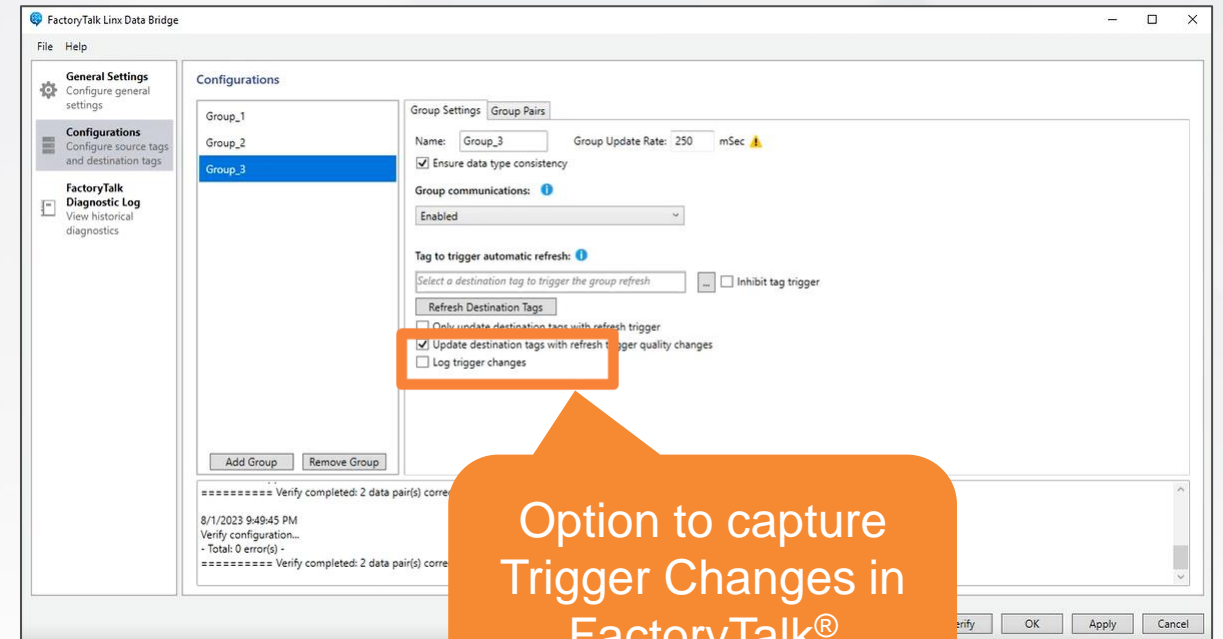 FactoryTalk Linx Data Bridge
File Help
General Settings
Configure general
settings
Configurations
Configure source tags
and destination tags
FactoryTalk
Diagnostic Log
View historical
diagnostics
Configurations
Group_1
Group_2
Group_3
Add Group Remove Group
Group Settings Group Pairs
Name: Group_3 Group Update Rate: 250 mSec
Ensure data type consistency
Group communications:
Enabled
Tag to trigger automatic refresh:
Select a destination tag to trigger the group refresh ... Inhibit tag trigger
Refresh Destination Tags
Only update destination tags with refresh trigger
Update destination tags with refresh trigger quality changes
Log trigger changes
========== Verify completed: 2 data pair(s)
8/1/2023 9:49:45 PM
Verify configuration...
- Total: 0 error(s) -
========== Verify completed: 2 data pair(s)
Option to capture
Trigger Changes in
FactoryTalk®
OK Apply Cancel